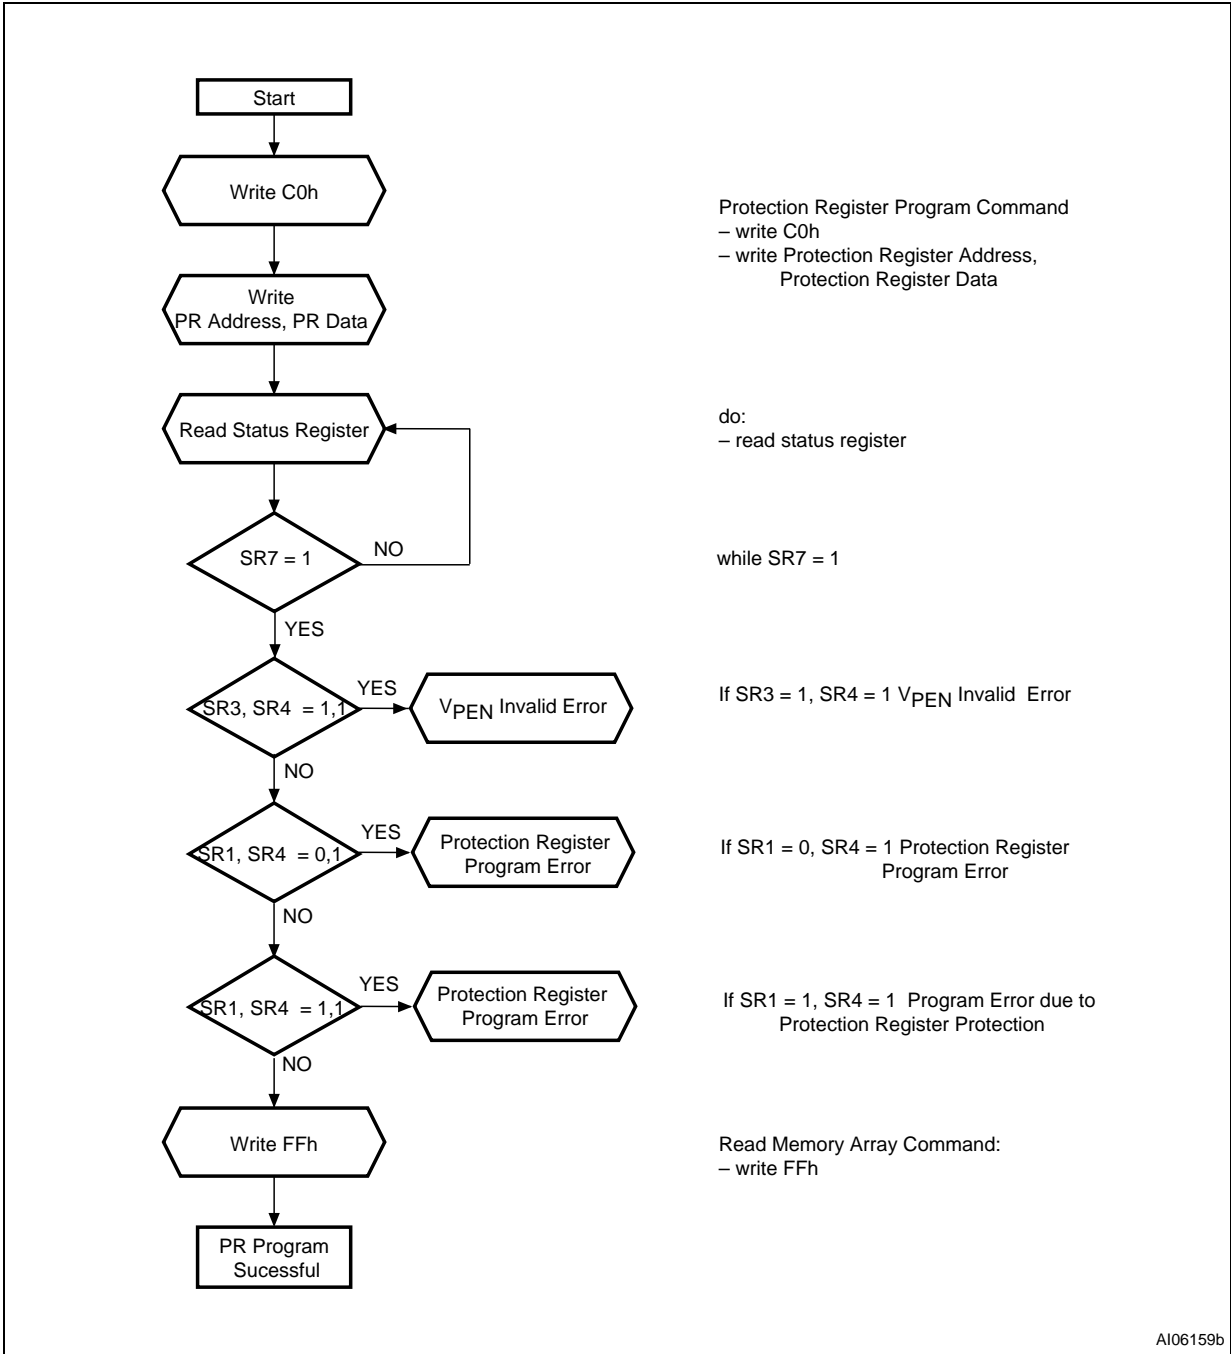 Start
Write C0h
Protection Register Program Command
– write C0h
– write Protection Register Address,
Protection Register Data
Write
PR Address, PR Data
Read Status Register
do:
– read status register
SR7 = 1
NO
while SR7 = 1
YES
SR3, SR4 = 1,1
YES
VPEN Invalid Error
If SR3 = 1, SR4 = 1 VPEN Invalid Error
NO
SR1, SR4 = 0,1
YES
Protection Register
Program Error
If SR1 = 0, SR4 = 1 Protection Register
Program Error
NO
SR1, SR4 = 1,1
YES
Protection Register
Program Error
If SR1 = 1, SR4 = 1 Program Error due to
Protection Register Protection
NO
Write FFh
Read Memory Array Command:
– write FFh
PR Program
Sucessful
AI06159b